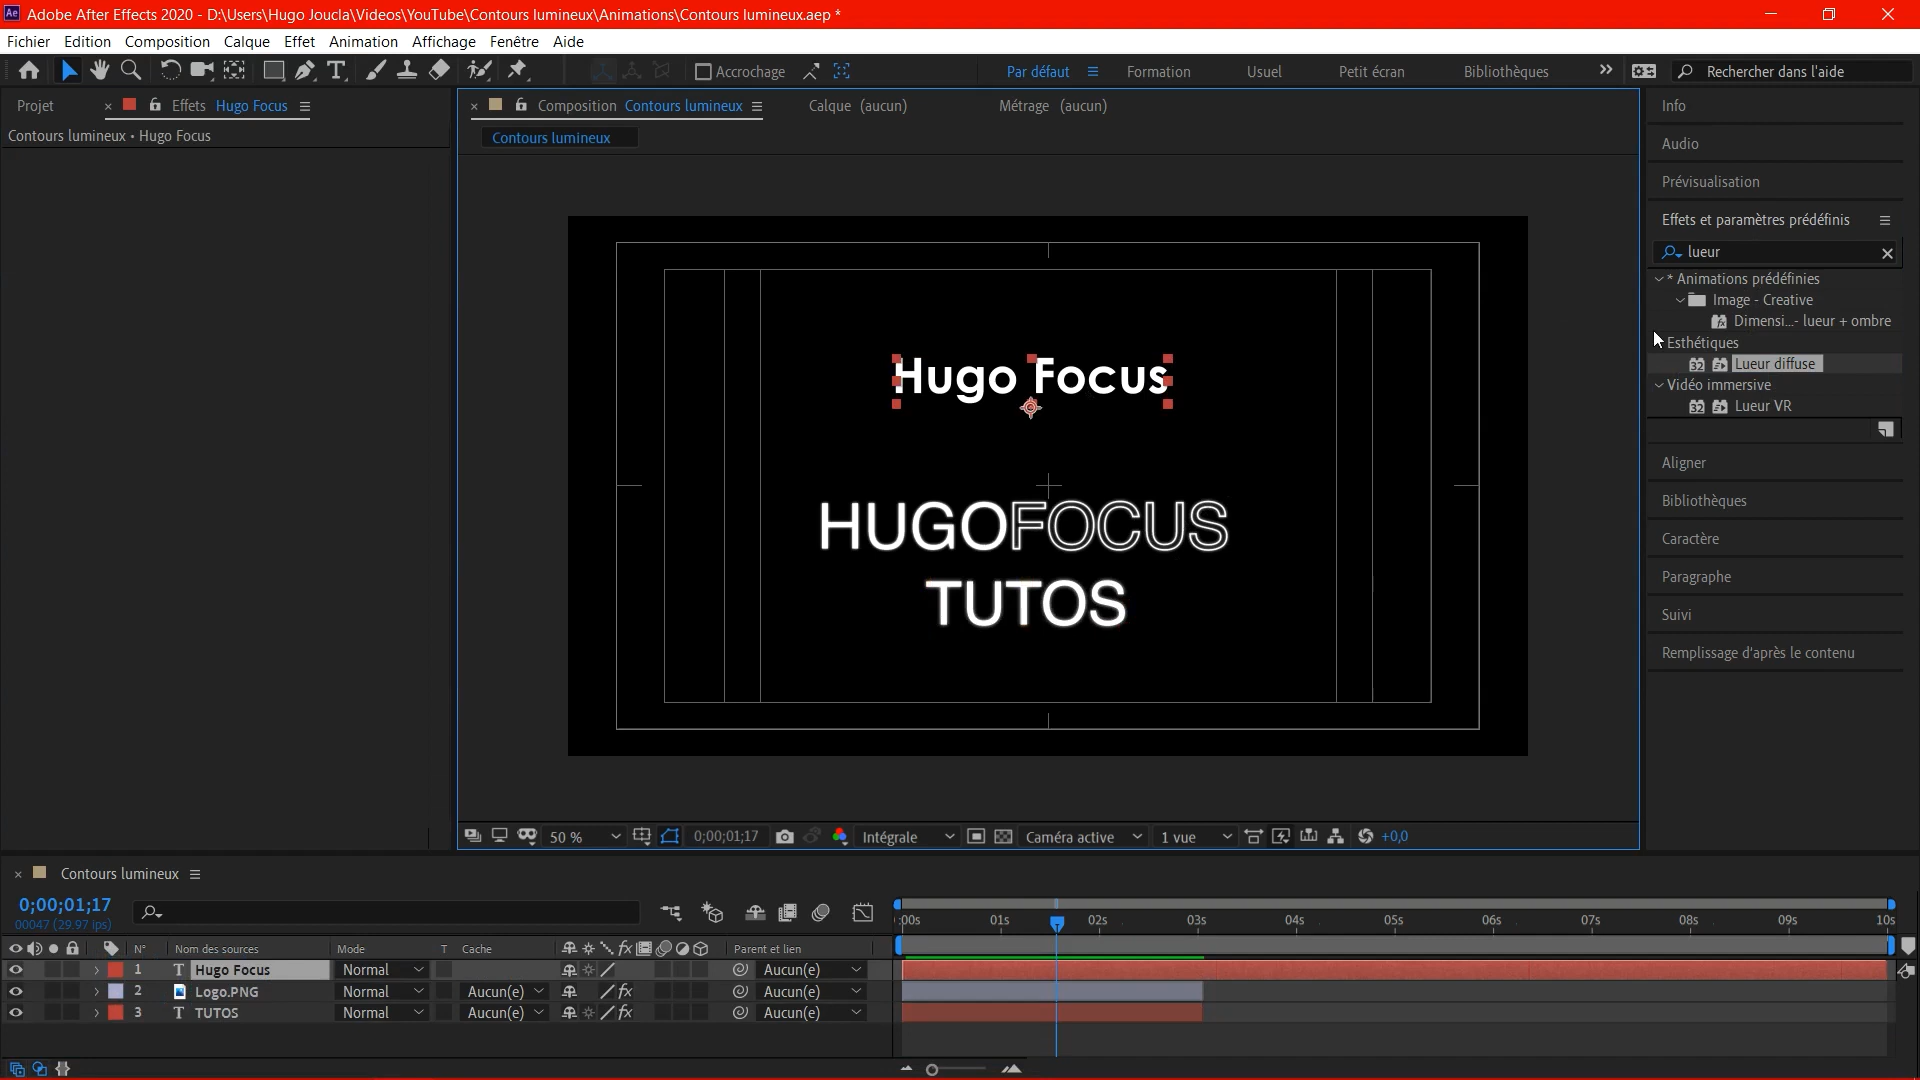 Ae Adobe After Effects 2020 - D:\Users\Hugo Joucla\Videos\YouTube\Contours lumineux\Animations\Contours lumineux.aep *
Fichier Edition Composition Calque Effet Animation Affichage Fenêtre Aide
T Accrochage Par défaut Formation Usuel Petit écran Bibliothèques Rechercher dans l'aide
Projet Effets Hugo Focus Composition Contours lumineux Calque (aucun) Métrage (aucun)
Contours lumineux • Hugo Focus
Contours lumineux
Info
Audio
Prévisualisation
Effets et paramètres prédéfinis
lueur
* Animations prédéfinies
Image - Creative
Dimensi...- lueur + ombre
Esthétiques
32 Lueur diffuse
Vidéo immersive
32 Lueur VR
Aligner
Bibliothèques
Caractère
Paragraphe
Suivi
Remplissage d'après le contenu
Hugo Focus
HUGOFOCUS
TUTOS
50 % 0;00;01;17 Intégrale Caméra active 1 vue +0,0
Contours lumineux
0;00;01;17
00047 (29.97 ips)
:00s 01s 02s 03s 04s 05s 06s 07s 08s 09s 10s
N° Nom des sources Mode T Cache fx Parent et lien
1 T Hugo Focus Normal Aucun(e)
2 Logo.PNG Normal Aucun(e) fx Aucun(e)
3 T TUTOS Normal Aucun(e) fx Aucun(e)